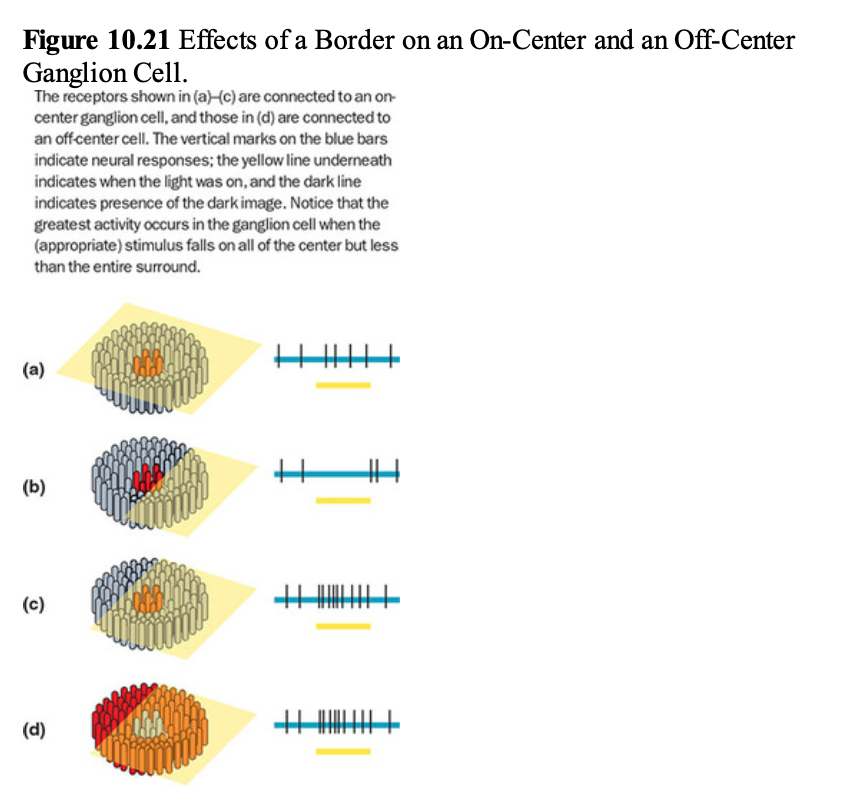 Figure 10.21 Effects of a Border on an On-Center and an Off-Center
Ganglion Cell.
The receptors shown in (a)–(c) are connected to an on-
center ganglion cell, and those in (d) are connected to
an off-center cell. The vertical marks on the blue bars
indicate neural responses; the yellow line underneath
indicates when the light was on, and the dark line
indicates presence of the dark image. Notice that the
greatest activity occurs in the ganglion cell when the
(appropriate) stimulus falls on all of the center but less
than the entire surround.
(a)
(b)
(c)
(d)